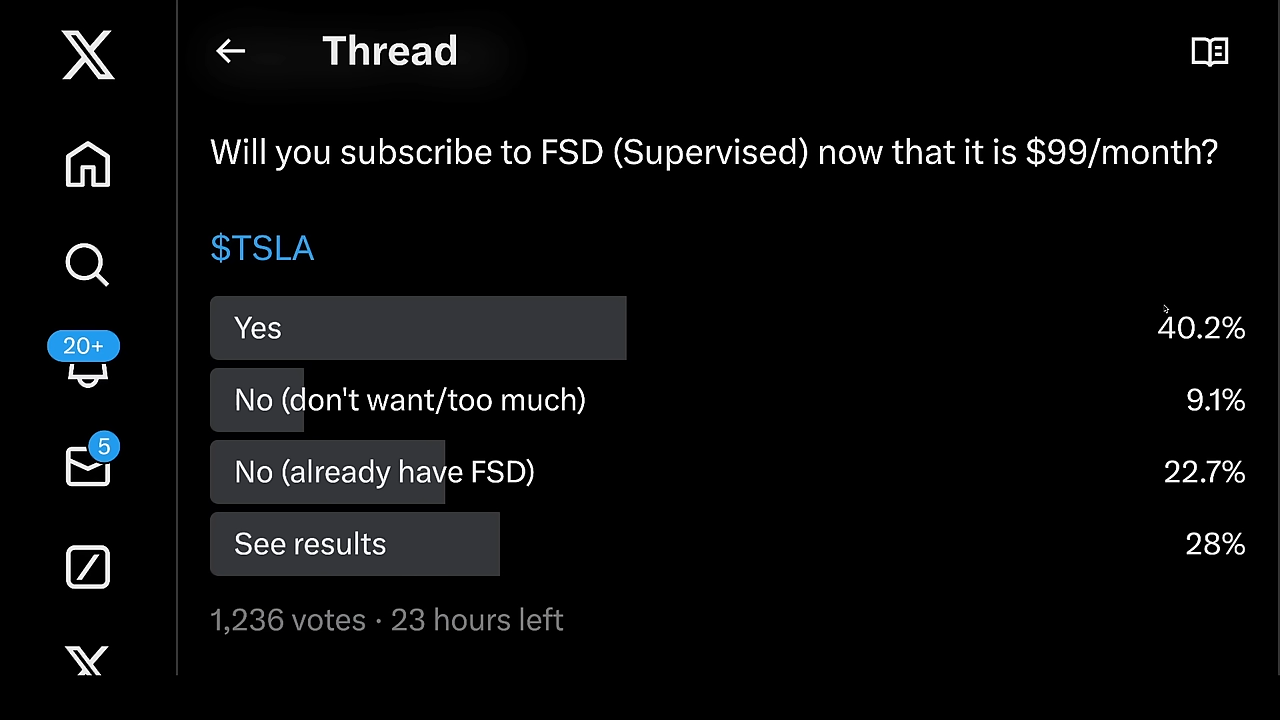 Thread
Will you subscribe to FSD (Supervised) now that it is $99/month?
$TSLA
Yes 40.2%
No (don't want/too much) 9.1%
No (already have FSD) 22.7%
See results 28%
1,236 votes · 23 hours left
20+
5